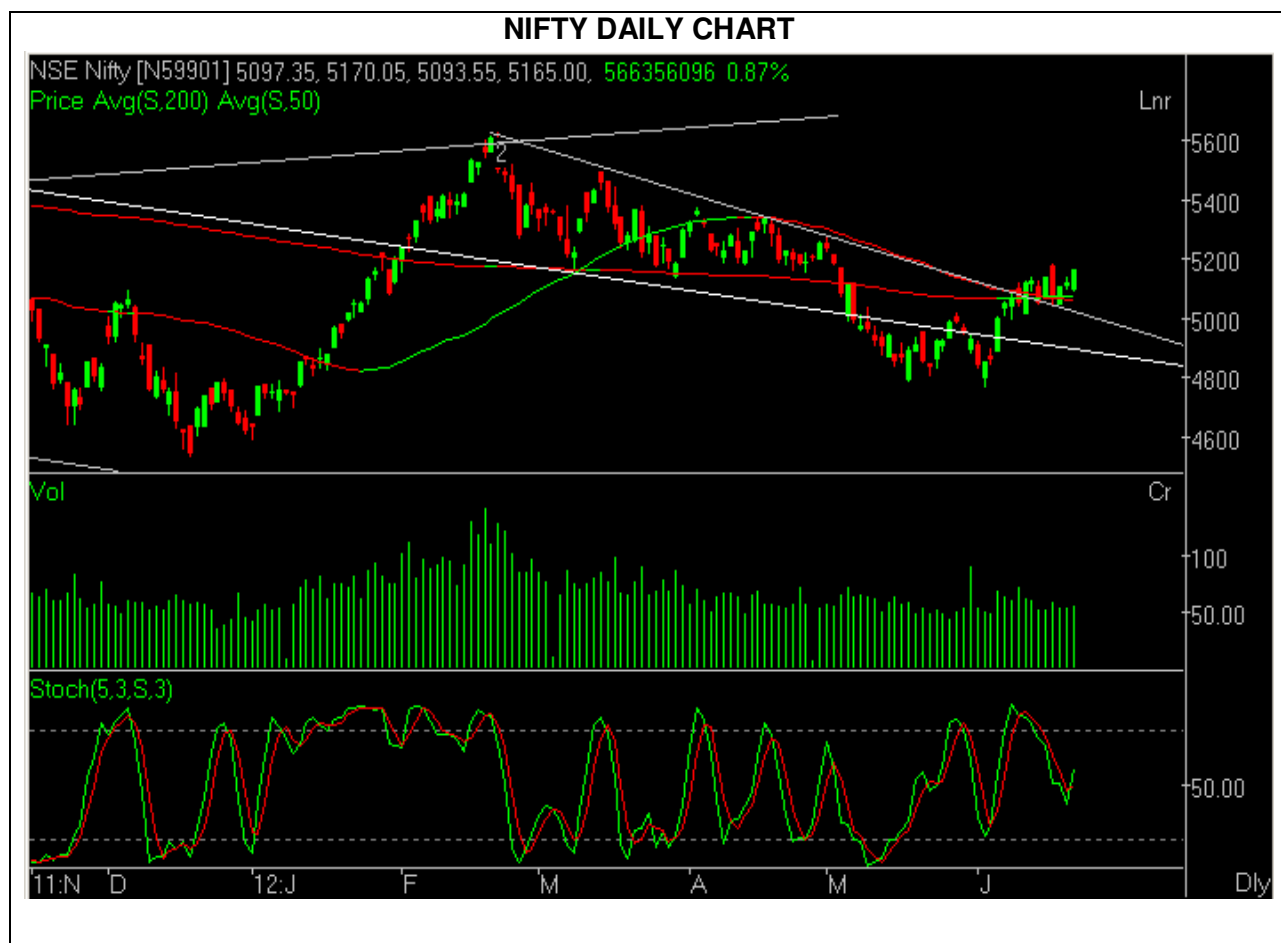 NIFTY DAILY CHART
NSE Nifty [N59901] 5097.35, 5170.05, 5093.55, 5165.00, 566356096 0.87%
Price Avg(S,200) Avg(S,50)
Lnr
5600
2
5400
5200
5000
4800
4600
Vol
Cr
100
50.00
Stoch(5,3,S,3)
50.00
11:N D 12:J F M A M J Dly